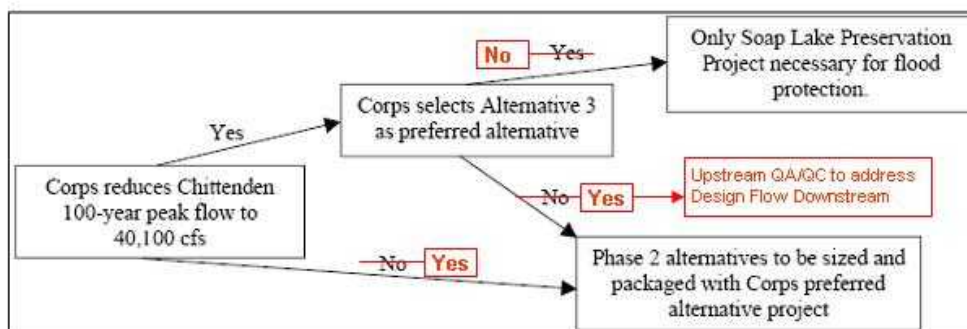 Only Soap Lake Preservation
Project necessary for flood
protection.
No Yes
Corps selects Alternative 3
as preferred alternative
Yes
Corps reduces Chittenden
100-year peak flow to
40,100 cfs
No Yes
Upstream QA/QC to address
Design Flow Downstream
No Yes
Phase 2 alternatives to be sized and
packaged with Corps preferred
alternative project